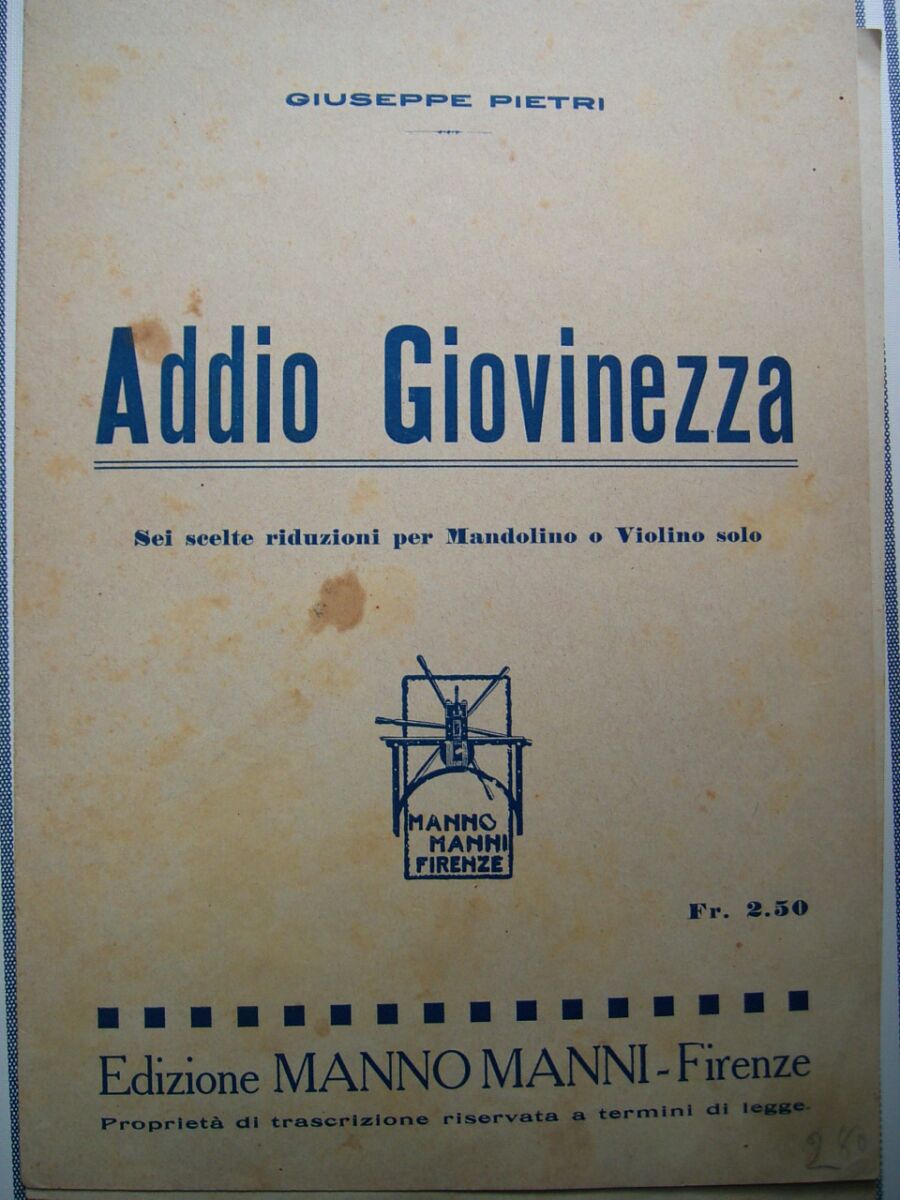 GIUSEPPE PIETRI
Addio Giovinezza
Sei scelte riduzioni per Mandolino o Violino solo
MANNO
MANNI
FIRENZE
Fr. 2.50
Edizione MANNO MANNI - Firenze
Proprietà di trascrizione riservata a termini di legge.